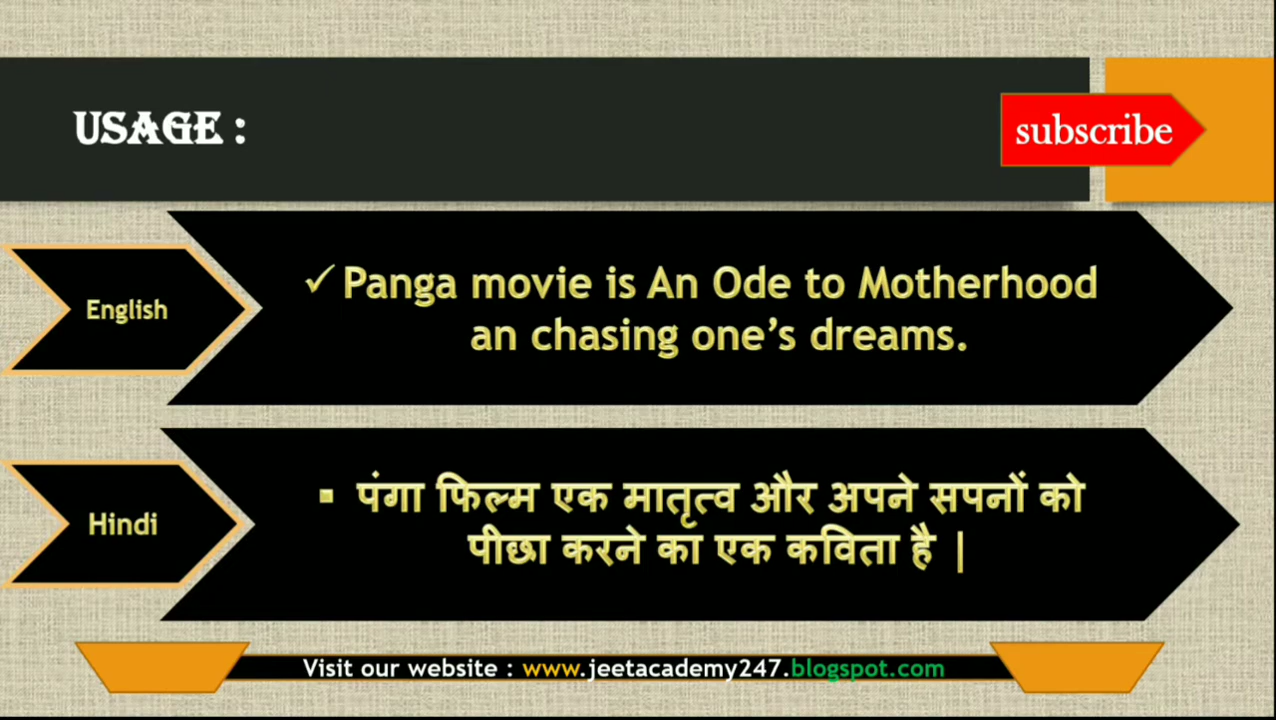 USAGE :
subscribe
English
✓ Panga movie is An Ode to Motherhood
an chasing one's dreams.
Hindi
▪ पंगा फिल्म एक मातृत्व और अपने सपनों को
पीछा करने का एक कविता है |
Visit our website : www.jeetacademy247.blogspot.com